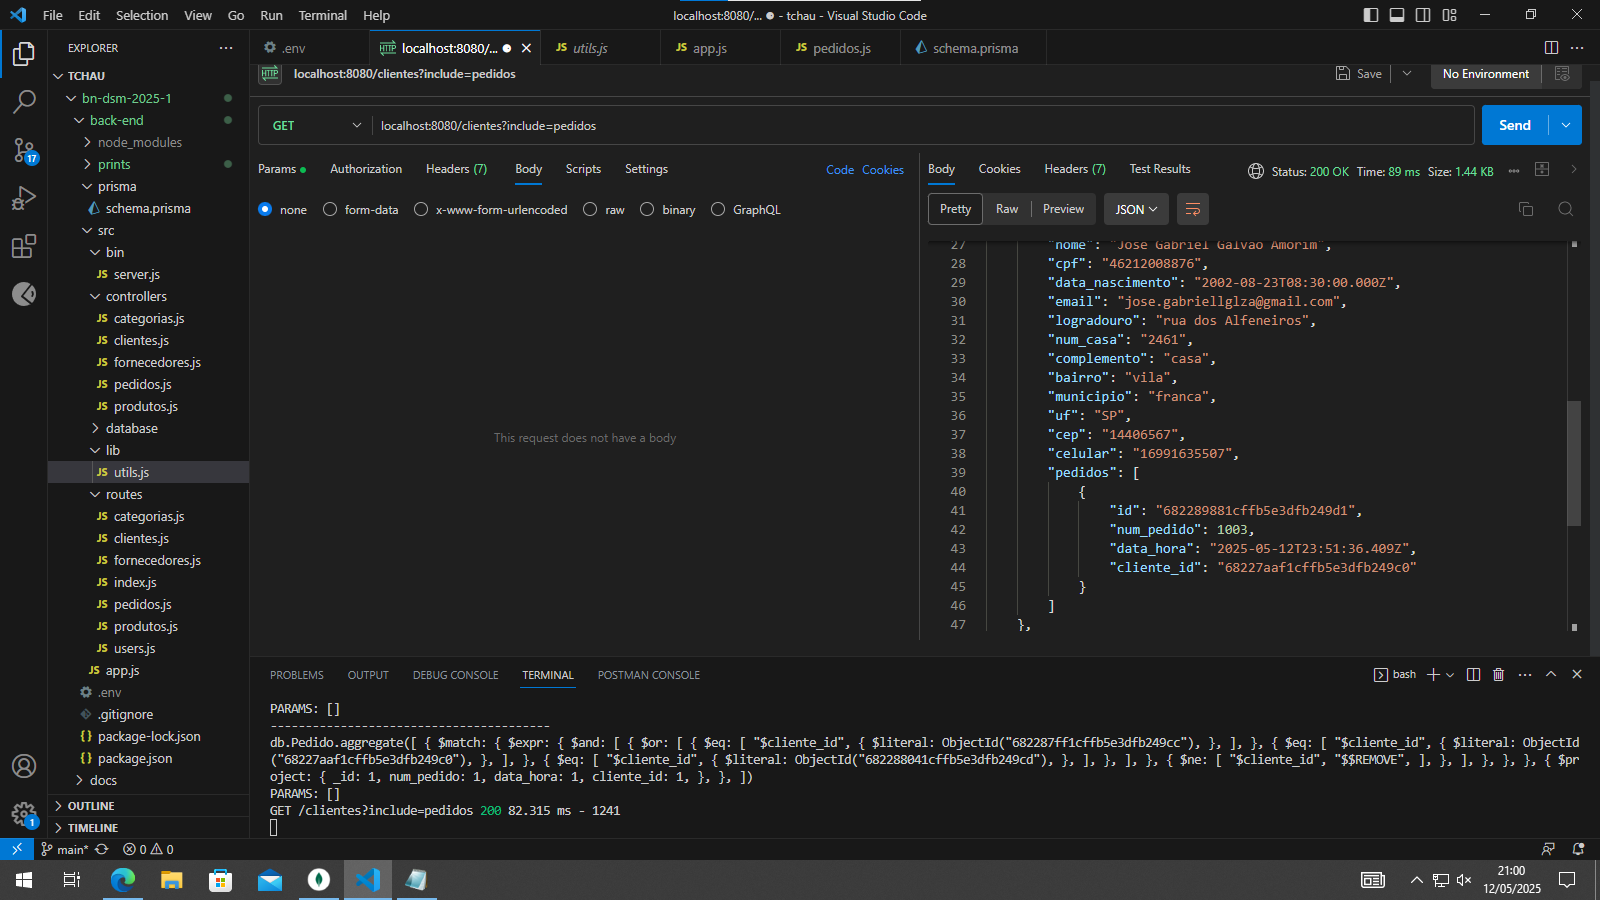 File Edit Selection View Go Run Terminal Help
localhost:8080/... ● - tchau - Visual Studio Code
EXPLORER
TCHAU
bn-dsm-2025-1
back-end
node_modules
prints
prisma
schema.prisma
src
bin
JS server.js
controllers
JS categorias.js
JS clientes.js
JS fornecedores.js
JS pedidos.js
JS produtos.js
database
lib
JS utils.js
routes
JS categorias.js
JS clientes.js
JS fornecedores.js
JS index.js
JS pedidos.js
JS produtos.js
JS users.js
JS app.js
.env
.gitignore
{} package-lock.json
{} package.json
docs
OUTLINE
TIMELINE
17
1
.env
HTTP localhost:8080/... ●
JS utils.js
JS app.js
JS pedidos.js
schema.prisma
HTTP localhost:8080/clientes?include=pedidos
Save
No Environment
GET localhost:8080/clientes?include=pedidos
Send
Params Authorization Headers (7) Body Scripts Settings Code Cookies
none form-data x-www-form-urlencoded raw binary GraphQL
This request does not have a body
Body Cookies Headers (7) Test Results Status: 200 OK Time: 89 ms Size: 1.44 KB
Pretty Raw Preview JSON
27 "nome": "Jose Gabriel Galvao Amorim",
28 "cpf": "46212008876",
29 "data_nascimento": "2002-08-23T08:30:00.000Z",
30 "email": "jose.gabriellglza@gmail.com",
31 "logradouro": "rua dos Alfeneiros",
32 "num_casa": "2461",
33 "complemento": "casa",
34 "bairro": "vila",
35 "municipio": "franca",
36 "uf": "SP",
37 "cep": "14406567",
38 "celular": "16991635507",
39 "pedidos": [
40 {
41 "id": "682289881cffb5e3dfb249d1",
42 "num_pedido": 1003,
43 "data_hora": "2025-05-12T23:51:36.409Z",
44 "cliente_id": "68227aaf1cffb5e3dfb249c0"
45 }
46 ]
47 },
PROBLEMS OUTPUT DEBUG CONSOLE TERMINAL POSTMAN CONSOLE
bash
PARAMS: []
----------------------------------------
db.Pedido.aggregate([ { $match: { $expr: { $and: [ { $or: [ { $eq: [ "$cliente_id", { $literal: ObjectId("682287ff1cffb5e3dfb249cc"), }, ], }, { $eq: [ "$cliente_id", { $literal: ObjectId
("68227aaf1cffb5e3dfb249c0"), }, ], }, { $eq: [ "$cliente_id", { $literal: ObjectId("682288041cffb5e3dfb249cd"), }, ], }, ], }, { $ne: [ "$cliente_id", "$$REMOVE", ], }, ], }, }, }, { $pr
oject: { _id: 1, num_pedido: 1, data_hora: 1, cliente_id: 1, }, }, ])
PARAMS: []
GET /clientes?include=pedidos 200 82.315 ms - 1241
main* 0 0
21:00
12/05/2025